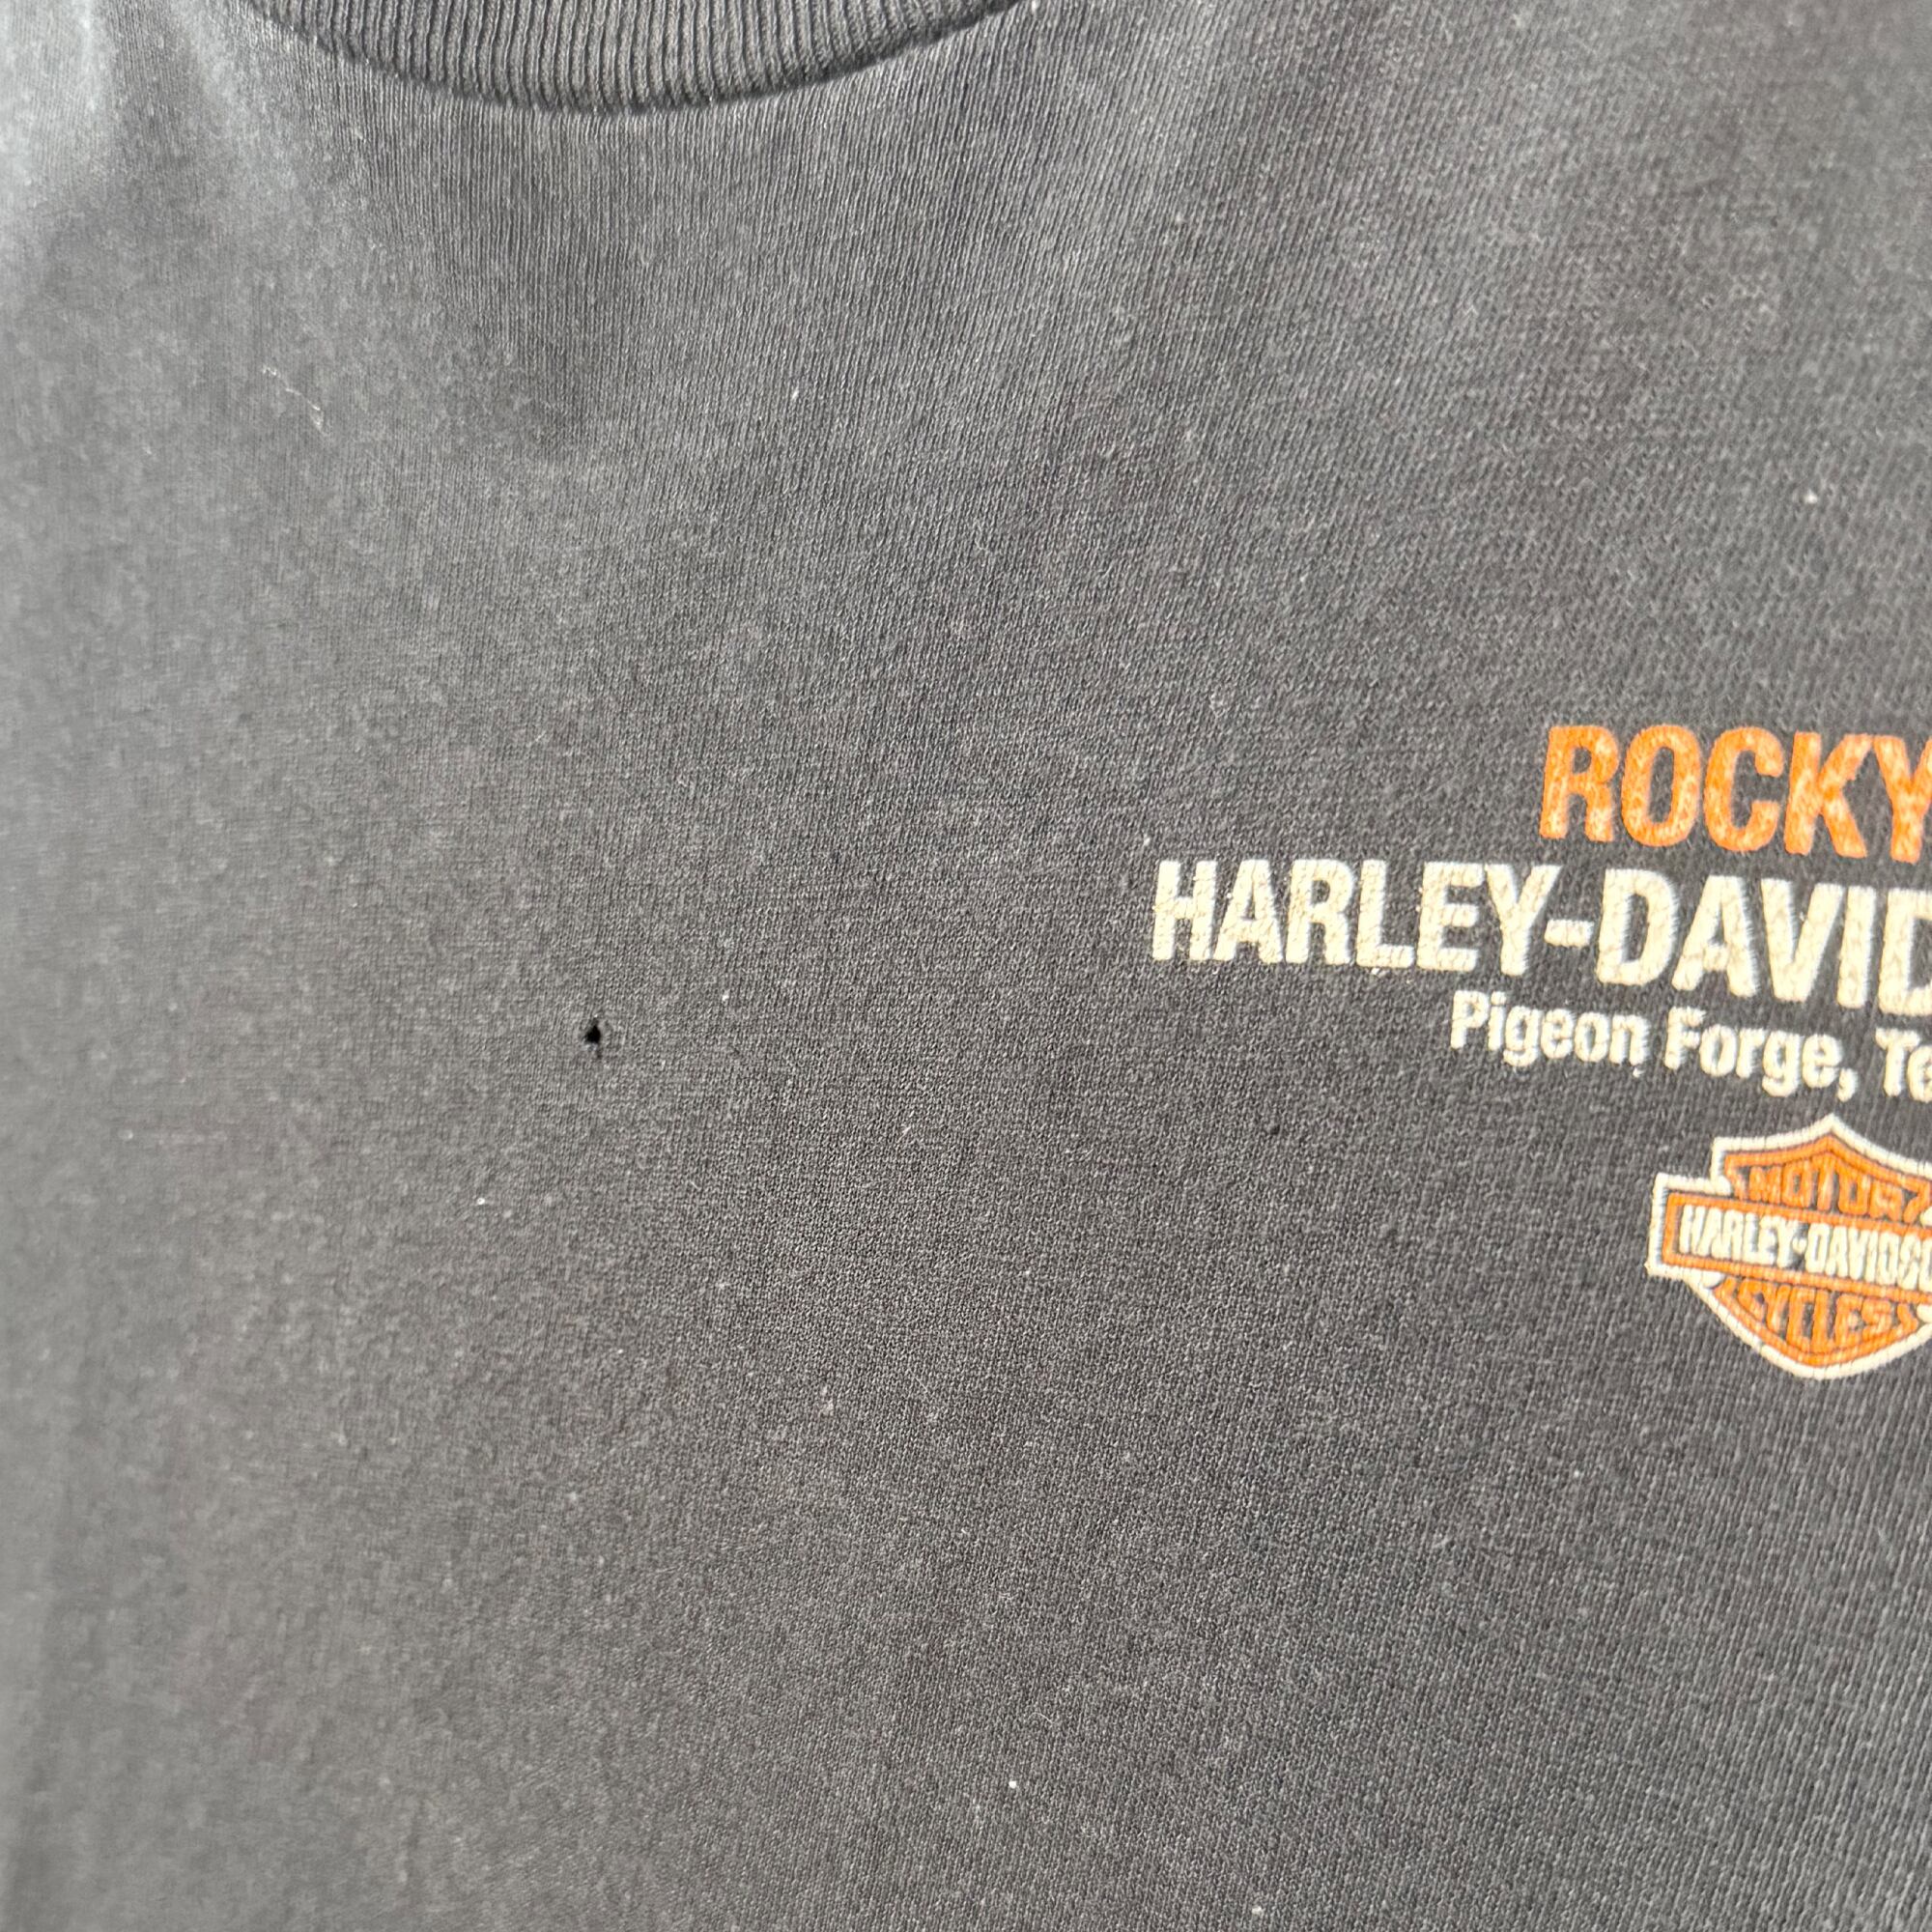 ROCKY
HARLEY-DAVID
Pigeon Forge, Te
MOTOR
HARLEY-DAVIDSO
CYCLES